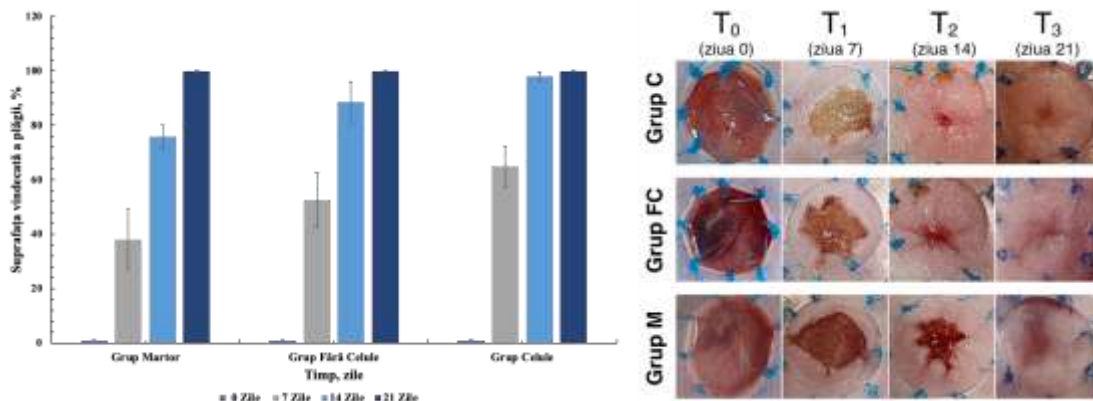 120
100
80
60
40
20
0
Suprafața vindecată a plăgii, %
Grup Martor Grup Fără Celule Grup Celule
Timp, zile
0 Zile 7 Zile 14 Zile 21 Zile
T0 T1 T2 T3
(ziua 0) (ziua 7) (ziua 14) (ziua 21)
Grup C
Grup FC
Grup M